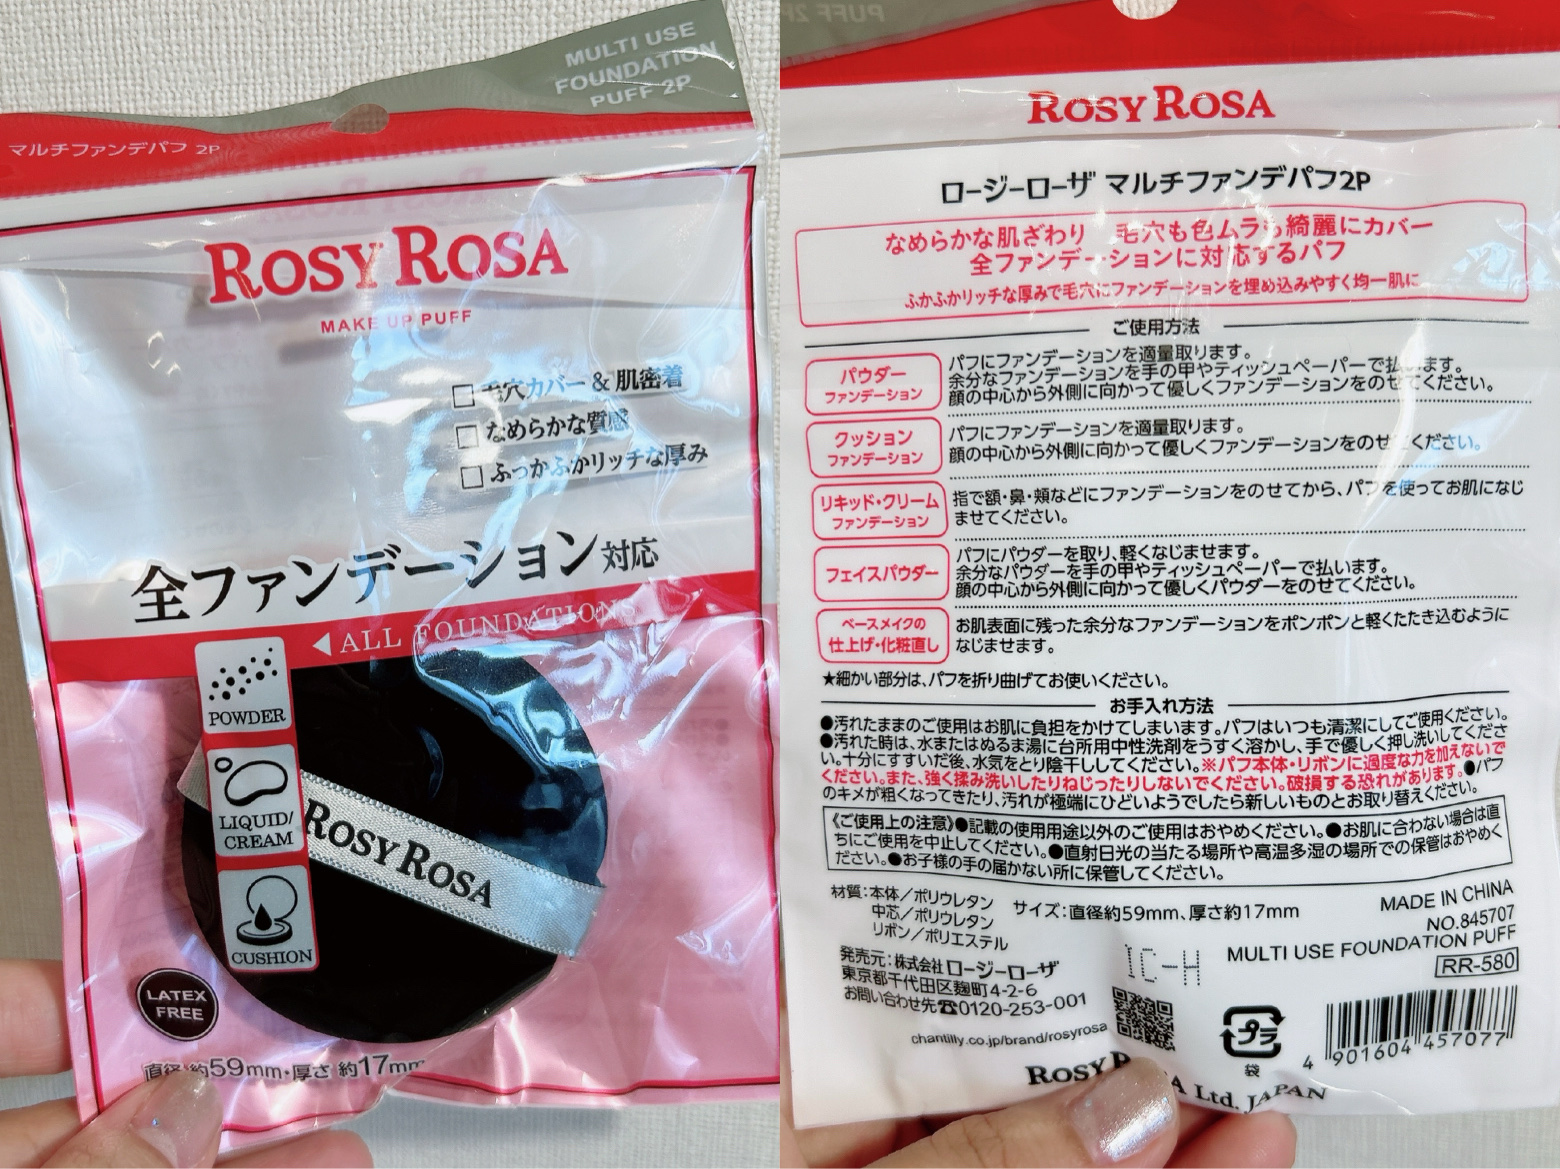 MULTI USE
FOUNDATION
PUFF 2P
マルチファンデパフ 2P
ROSY ROSA
MAKE UP PUFF
毛穴カバー & 肌密着
なめらかな質感
ふっかふかリッチな厚み
全ファンデーション対応
◀ALL FOUNDATIONS
POWDER
LIQUID/
CREAM
CUSHION
ROSY ROSA
LATEX
FREE
直径 約59mm・厚さ 約17mm
PUFF 2P
ROSY ROSA
ロージーローザ マルチファンデパフ2P
なめらかな肌ざわり 毛穴も色ムラも綺麗にカバー
全ファンデーションに対応するパフ
ふかふかリッチな厚みで毛穴にファンデーションを埋め込みやすく均一肌に
ご使用方法
パウダー
ファンデーション
パフにファンデーションを適量取ります。
余分なファンデーションを手の甲やティッシュペーパーで払います。
顔の中心から外側に向かって優しくファンデーションをのせてください。
クッション
ファンデーション
パフにファンデーションを適量取ります。
顔の中心から外側に向かって優しくファンデーションをのせてください。
リキッド・クリーム
ファンデーション
指で額・鼻・頬などにファンデーションをのせてから、パフを使ってお肌になじ
ませてください。
フェイスパウダー
パフにパウダーを取り、軽くなじませます。
余分なパウダーを手の甲やティッシュペーパーで払います。
顔の中心から外側に向かって優しくパウダーをのせてください。
ベースメイクの
仕上げ・化粧直し
お肌表面に残った余分なファンデーションをポンポンと軽くたたき込むように
なじませます。
★細かい部分は、パフを折り曲げてお使いください。
お手入れ方法
●汚れたままのご使用はお肌に負担をかけてしまいます。パフはいつも清潔にしてご使用ください。
●汚れた時は、水またはぬるま湯に台所用中性洗剤をうすく溶かし、手で優しく押し洗いしてくださ
い。十分にすすいだ後、水気をとり陰干ししてください。※パフ本体・リボンに過度な力を加えないで
ください。また、強く揉み洗いしたりねじったりしないでください。破損する恐れがあります。●パフ
のキメが粗くなってきたり、汚れが極端にひどいようでしたら新しいものとお取り替えください。
《ご使用上の注意》●記載の使用用途以外のご使用はおやめください。●お肌に合わない場合は直
ちにご使用を中止してください。●直射日光の当たる場所や高温多湿の場所での保管はおやめく
ださい。●お子様の手の届かない所に保管してください。
材質：本体／ポリウレタン
中芯／ポリウレタン
リボン／ポリエステル
サイズ：直径約59mm、厚さ約17mm
MADE IN CHINA
NO.845707
MULTI USE FOUNDATION PUFF
RR-580
発売元：株式会社 ロージーローザ
東京都千代田区麹町4-2-6
お問い合わせ先☎0120-253-001
chantilly.co.jp/brand/rosyrosa
1C-H
プラ
袋
4 901604 457077
ROSY ROSA Ltd. JAPAN